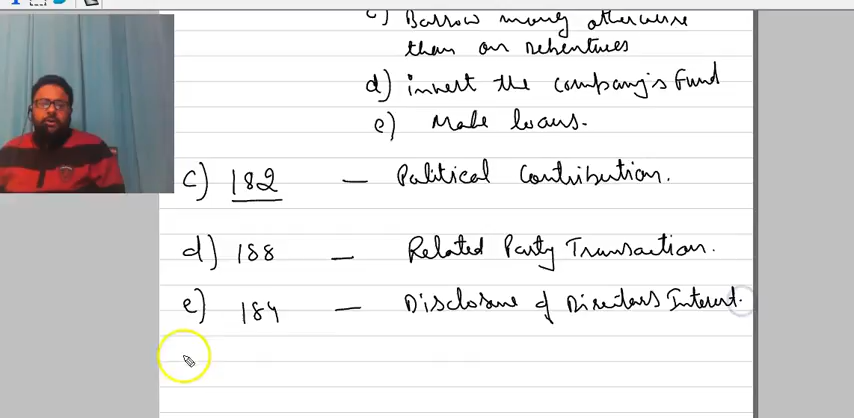 c) Borrow money otherwise
than on debentures
d) invest the company's Fund
e) Make loans.
c) 182 — Political Contribution.
d) 188 — Related Party Transaction.
e) 184 — Disclosure of Directors Interest.